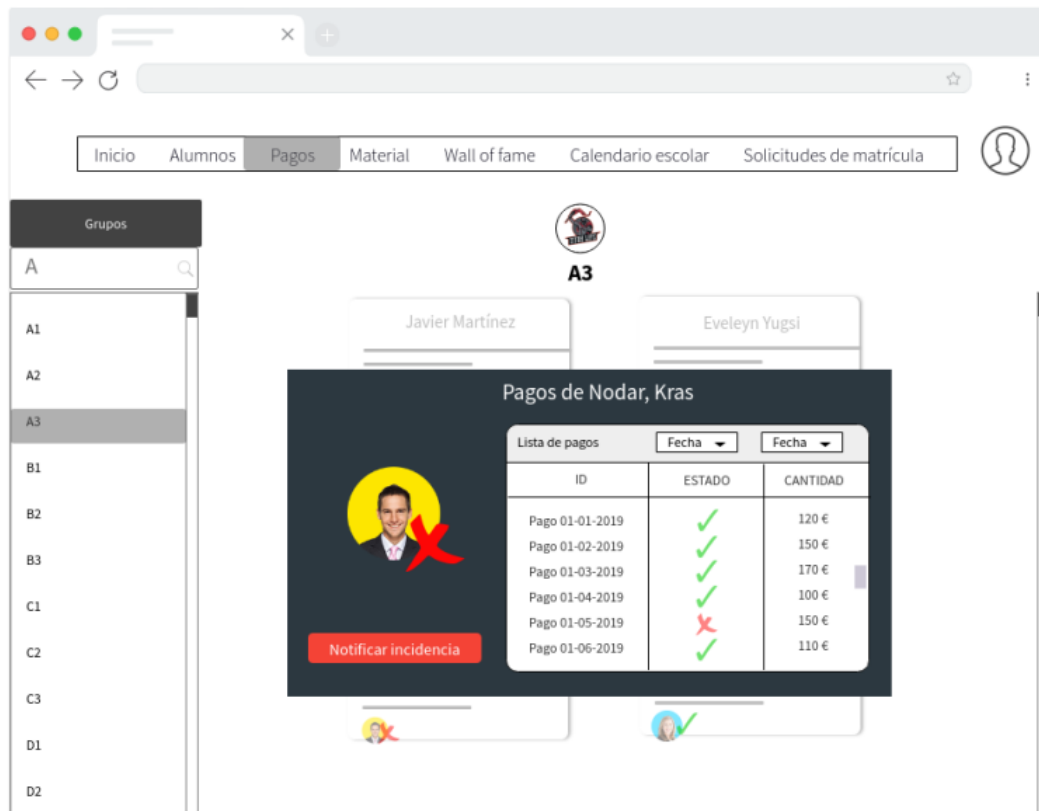 Inicio Alumnos Pagos Material Wall of fame Calendario escolar Solicitudes de matrícula
Grupos
A
A1
A2
A3
B1
B2
B3
C1
C2
C3
D1
D2
A3
Javier Martínez
Eveleyn Yugsi
Pagos de Nodar, Kras
Lista de pagos Fecha Fecha
ID ESTADO CANTIDAD
Pago 01-01-2019 120 €
Pago 01-02-2019 150 €
Pago 01-03-2019 170 €
Pago 01-04-2019 100 €
Pago 01-05-2019 150 €
Pago 01-06-2019 110 €
Notificar incidencia